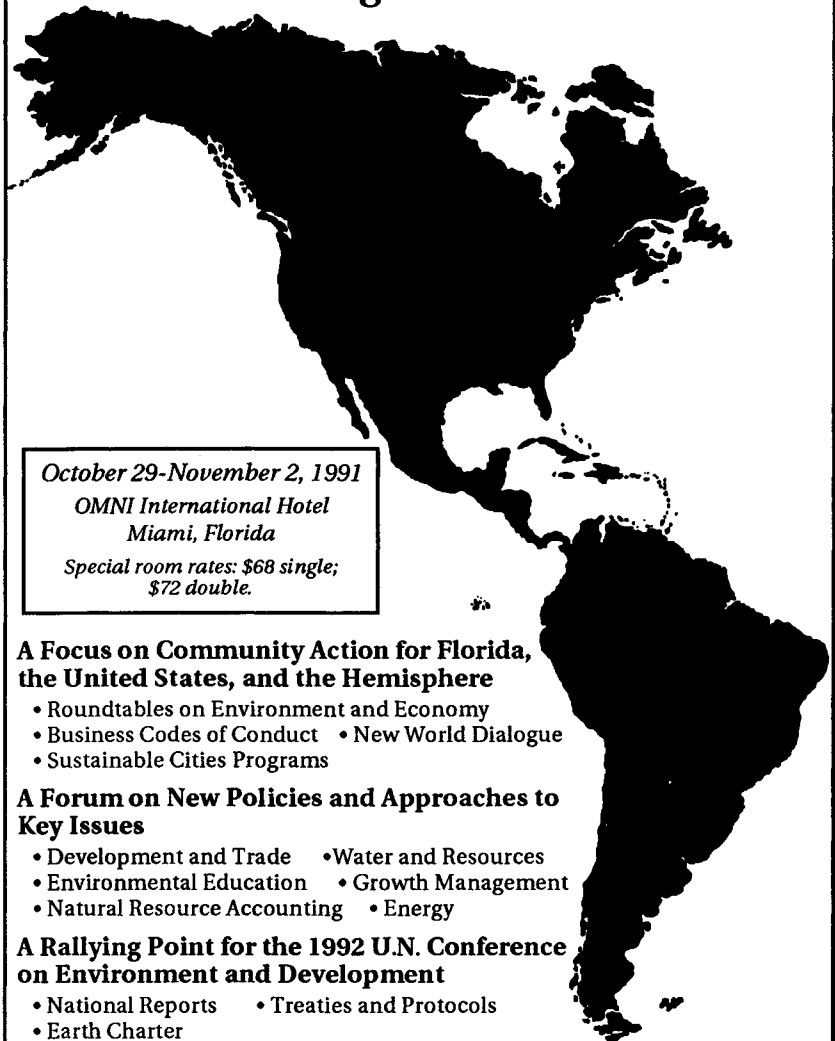 October 29-November 2, 1991
OMNI International Hotel
Miami, Florida
Special room rates: $68 single;
$72 double.
A Focus on Community Action for Florida,
the United States, and the Hemisphere
• Roundtables on Environment and Economy
• Business Codes of Conduct • New World Dialogue
• Sustainable Cities Programs
A Forum on New Policies and Approaches to
Key Issues
• Development and Trade •Water and Resources
• Environmental Education • Growth Management
• Natural Resource Accounting • Energy
A Rallying Point for the 1992 U.N. Conference
on Environment and Development
• National Reports • Treaties and Protocols
• Earth Charter